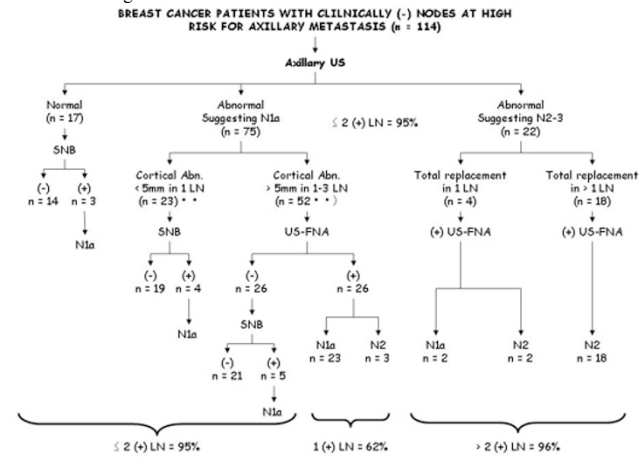 BREAST CANCER PATIENTS WITH CLILNICALLY (-) NODES AT HIGH
RISK FOR AXILLARY METASTASIS (n = 114)
Axillary US
Normal
(n = 17)
Abnormal
Suggesting N1a
(n = 75)
≤ 2 (+) LN = 95%
Abnormal
Suggesting N2-3
(n = 22)
SNB
(-)
n = 14
(+)
n = 3
N1a
Cortical Abn.
< 5mm in 1 LN
(n = 23) • •
Cortical Abn.
> 5mm in 1-3 LN
(n = 52 • • )
Total replacement
in 1 LN
(n = 4)
Total replacement
in > 1 LN
(n = 18)
SNB
US-FNA
(+) US-FNA
(+) US-FNA
(-)
n = 19
(+)
n = 4
(-)
n = 26
(+)
n = 26
N1a
SNB
(-)
n = 21
(+)
n = 5
N1a
N1a
n = 23
N2
n = 3
N1a
n = 2
N2
n = 2
N2
n = 18
≤ 2 (+) LN = 95%
1 (+) LN = 62%
> 2 (+) LN = 96%